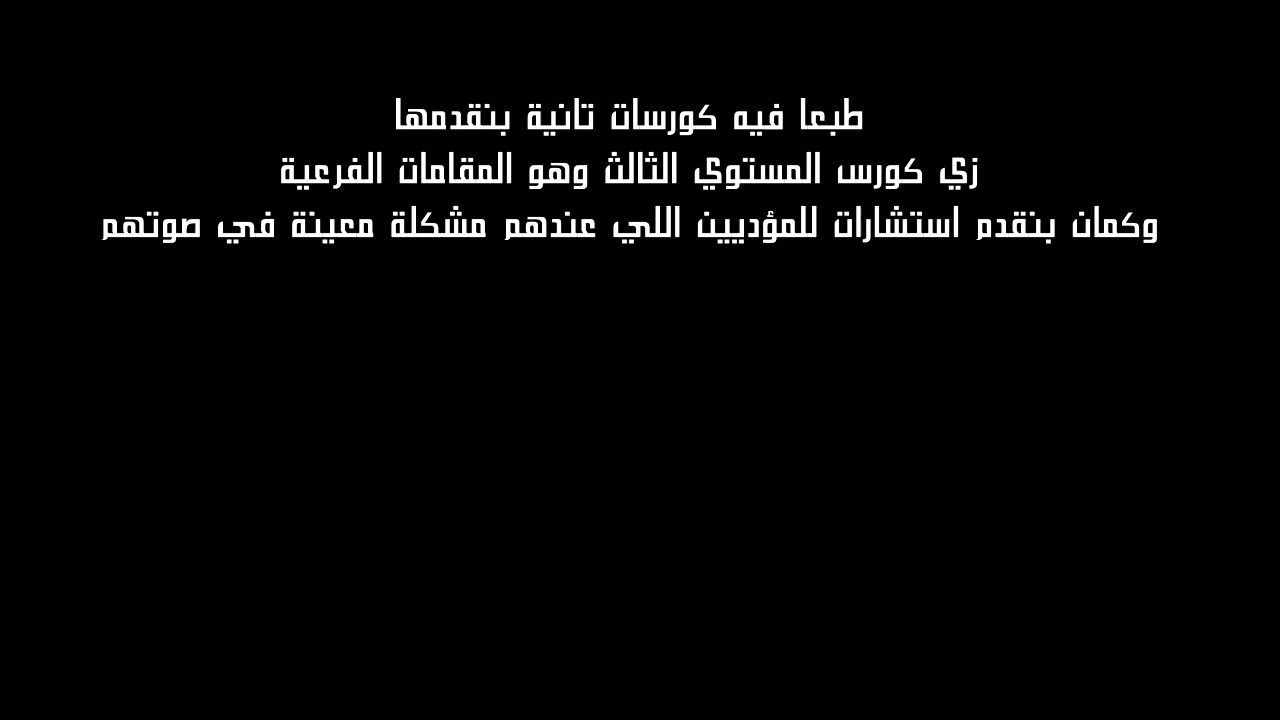 طبعا فيه كورسات تانية بنقدمها
زي كورس المستوي الثالث وهو المقامات الفرعية
وكمان بنقدم استشارات للمؤديين اللي عندهم مشكلة معينة في صوتهم